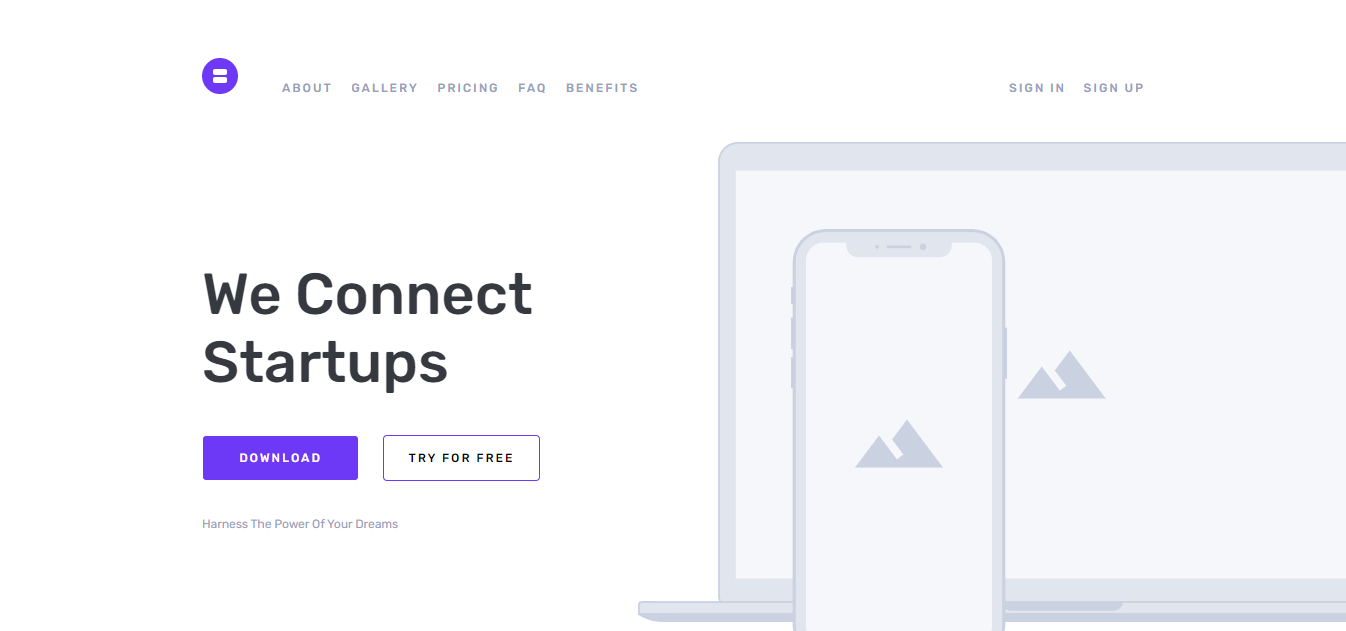 ABOUT GALLERY PRICING FAQ BENEFITS SIGN IN SIGN UP
We Connect
Startups
DOWNLOAD TRY FOR FREE
Harness The Power Of Your Dreams